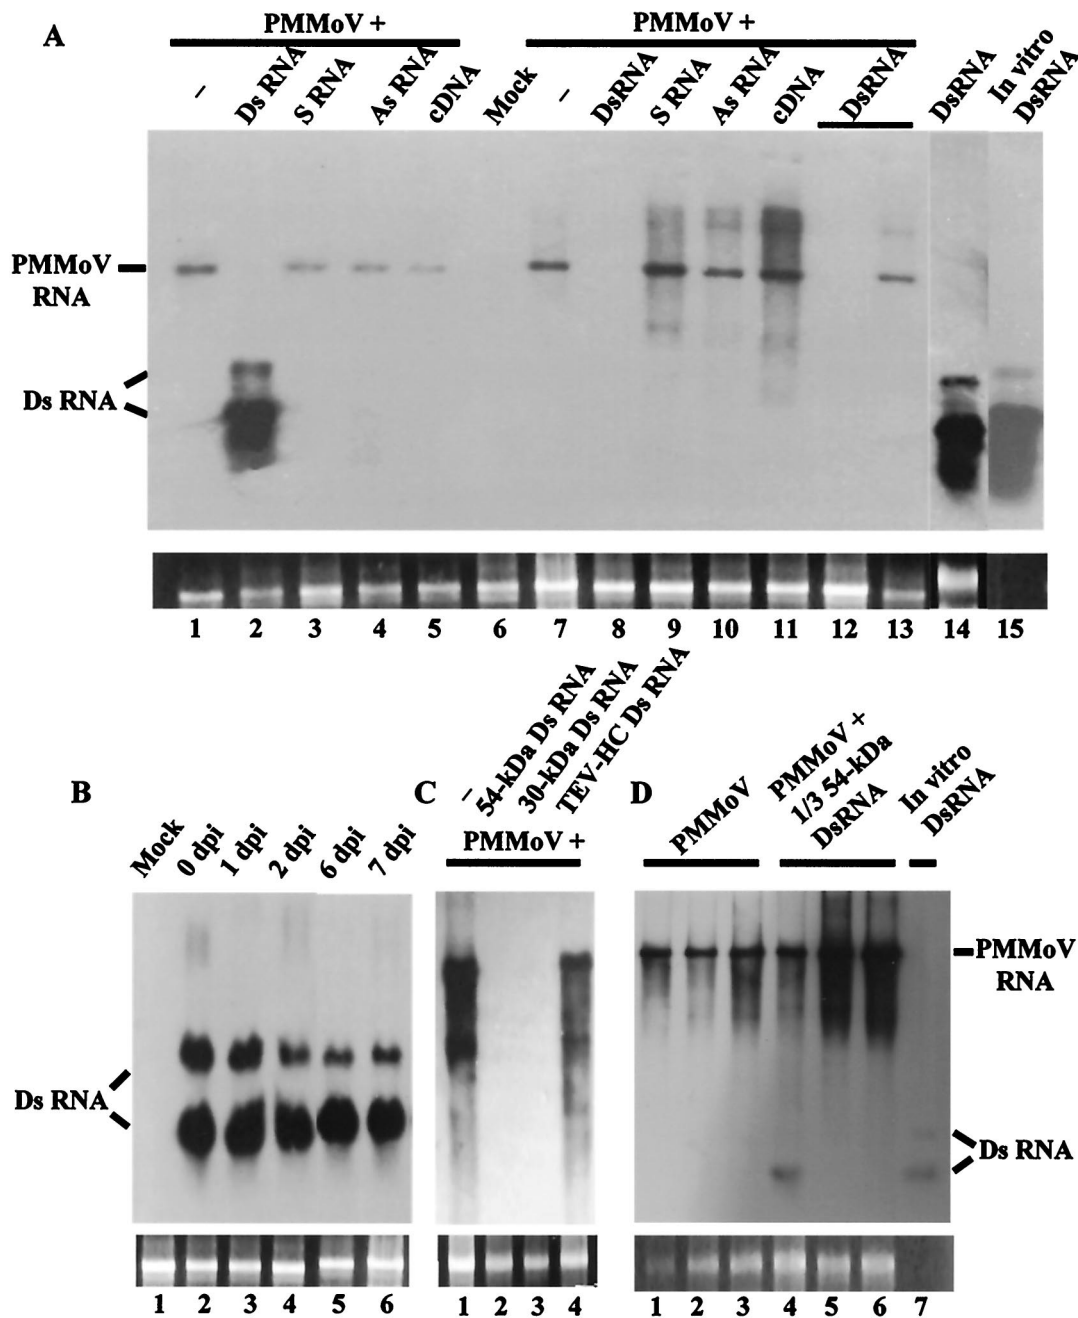 A
PMMoV +
PMMoV +
–
Ds RNA
S RNA
As RNA
cDNA
Mock
–
DsRNA
S RNA
As RNA
cDNA
DsRNA
DsRNA
In vitro
DsRNA
PMMoV
RNA
Ds RNA
1 2 3 4 5 6 7 8 9 10 11 12 13 14 15
B
Mock
0 dpi
1 dpi
2 dpi
6 dpi
7 dpi
Ds RNA
1 2 3 4 5 6
C
–
54-kDa Ds RNA
30-kDa Ds RNA
TEV-HC Ds RNA
PMMoV +
1 2 3 4
D
PMMoV
PMMoV +
1/3 54-kDa
DsRNA
In vitro
DsRNA
PMMoV
RNA
Ds RNA
1 2 3 4 5 6 7